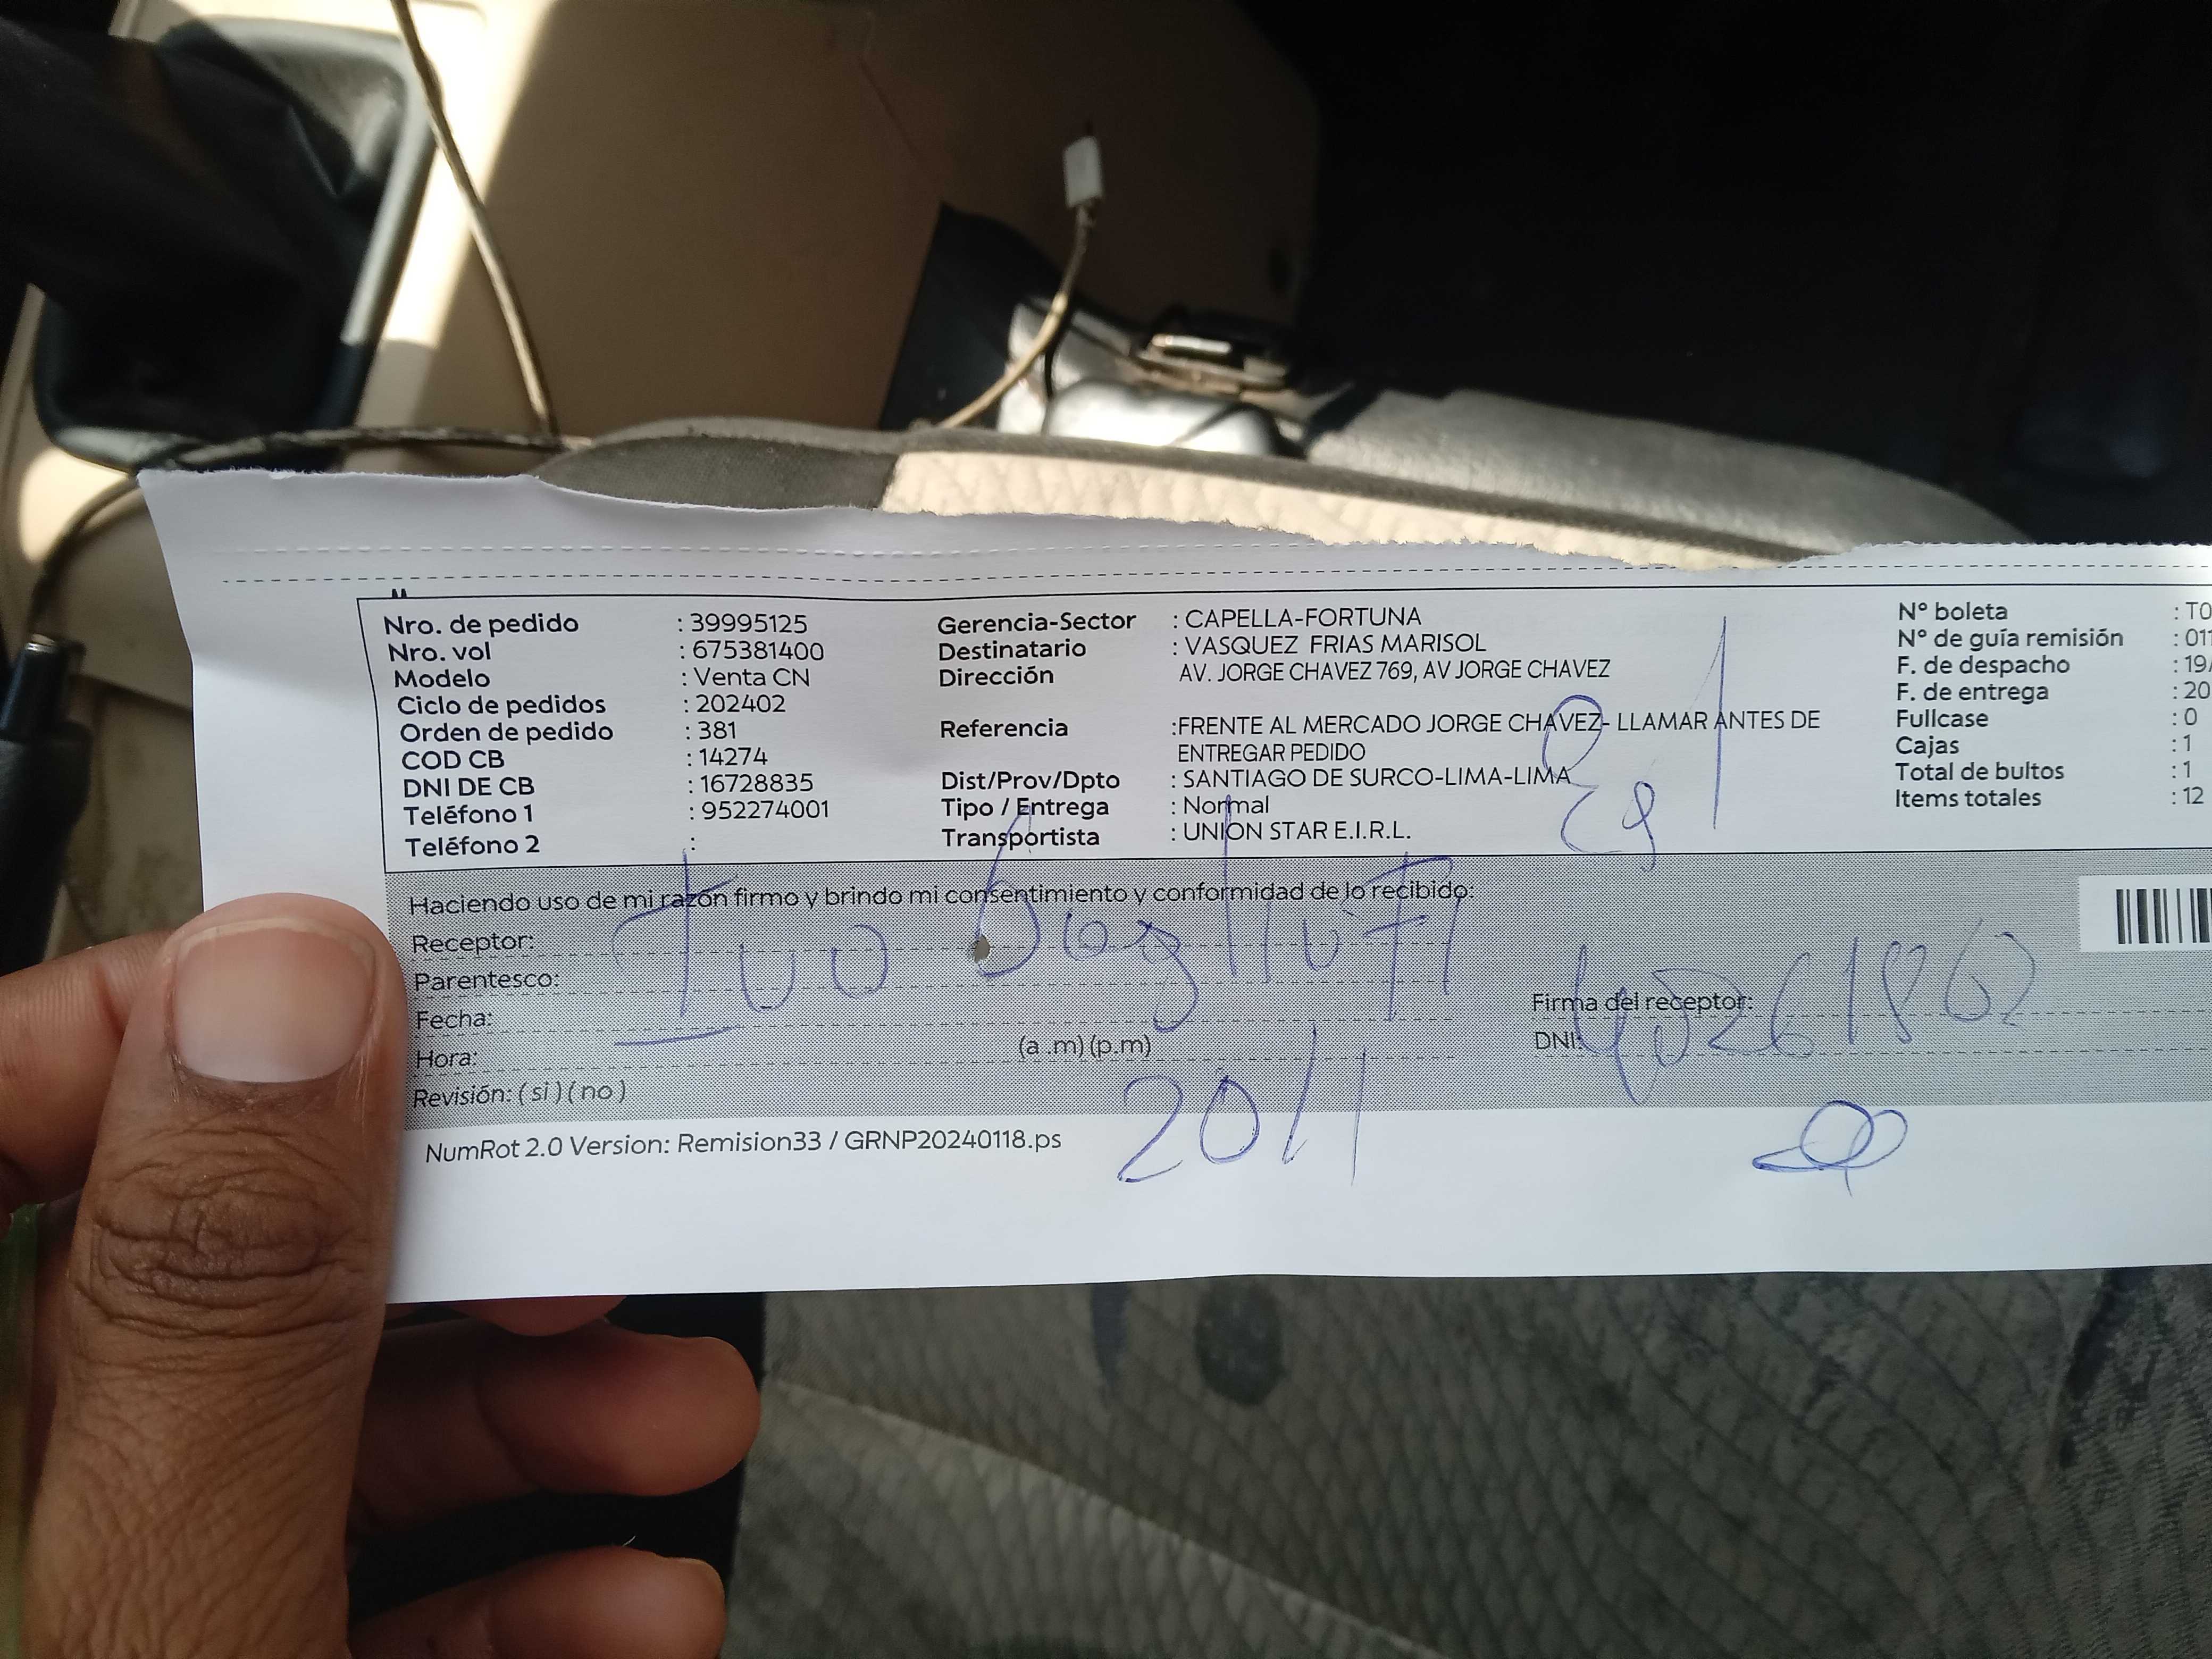 Nro. de pedido : 39995125
Nro. vol : 675381400
Modelo : Venta CN
Ciclo de pedidos : 202402
Orden de pedido : 381
COD CB : 14274
DNI DE CB : 16728835
Teléfono 1 : 952274001
Teléfono 2 :
Gerencia-Sector : CAPELLA-FORTUNA
Destinatario : VASQUEZ FRIAS MARISOL
Dirección AV. JORGE CHAVEZ 769, AV JORGE CHAVEZ
Referencia :FRENTE AL MERCADO JORGE CHAVEZ- LLAMAR ANTES DE
ENTREGAR PEDIDO
Dist/Prov/Dpto : SANTIAGO DE SURCO-LIMA-LIMA
Tipo / Entrega : Normal
Transportista : UNION STAR E.I.R.L.
N° boleta : T0
N° de guía remisión : 011
F. de despacho : 19/
F. de entrega : 20
Fullcase : 0
Cajas : 1
Total de bultos : 1
Items totales : 12
Haciendo uso de mi razón firmo y brindo mi consentimiento y conformidad de lo recibido:
Receptor:
Parentesco:
Fecha:
Hora: (a .m) (p.m)
Revisión: ( si ) ( no )
Firma del receptor:
DNI:
20/1
NumRot 2.0 Version: Remision33 / GRNP20240118.ps